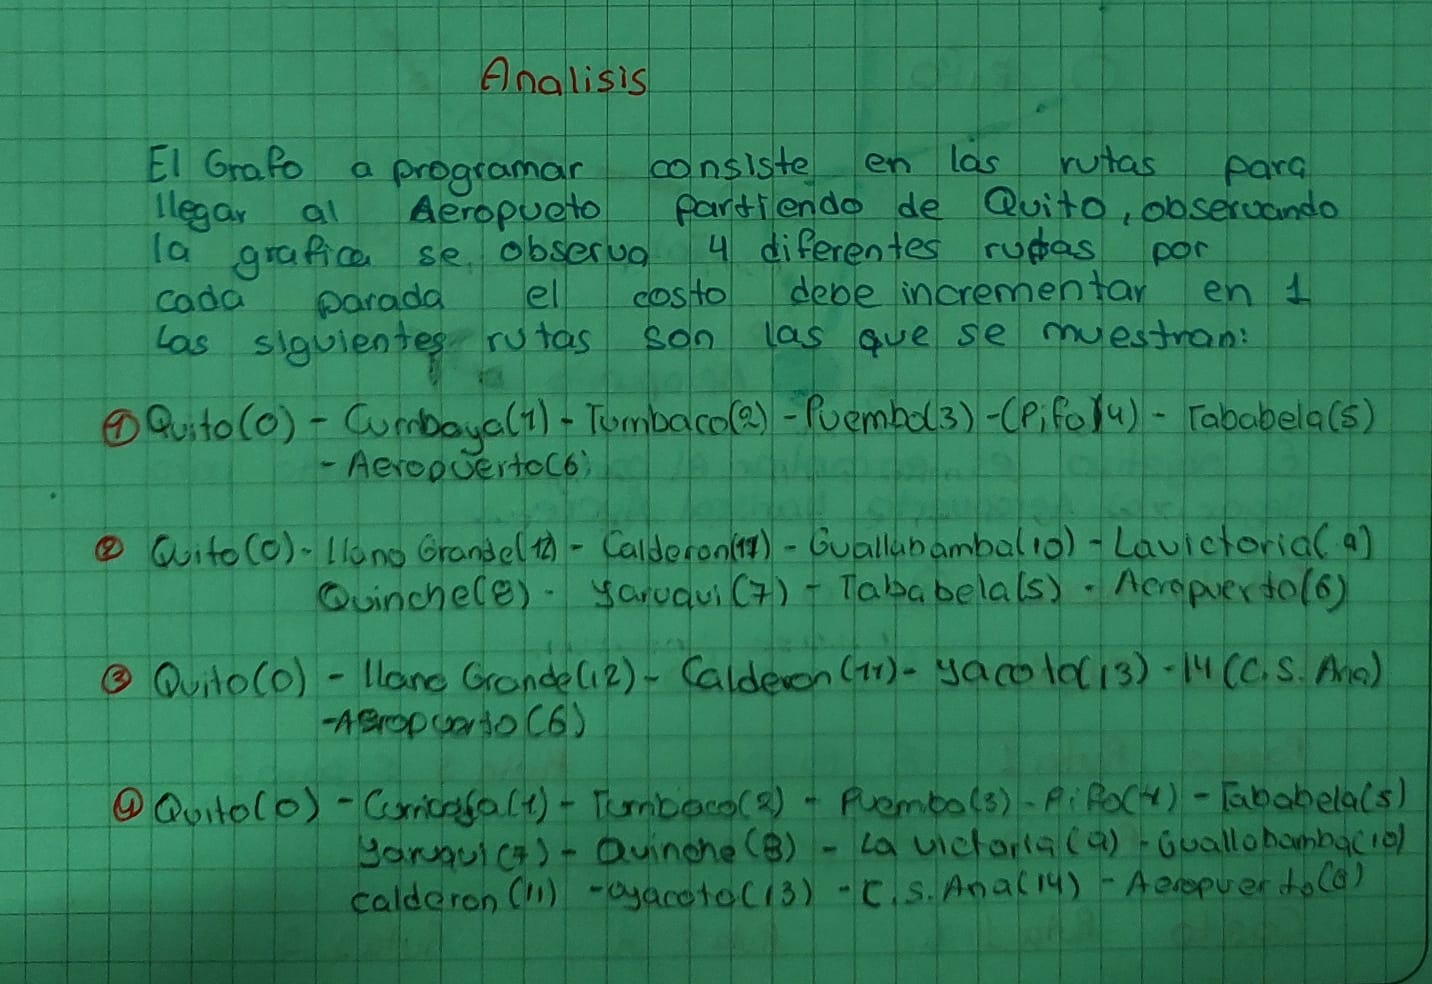 Analisis
El Grafo a programar consiste en las rutas para
llegar al Aeropueto partiendo de Quito, observando
la grafica se observa 4 diferentes rutas por
cada parada el costo debe incrementar en 1
Las siguientes rutas son las que se muestran:
① Quito(0) - Cumbaya(1) - Tumbaco(2) - Puembo(3) - (Pifo)4) - Tababela(5)
- Aeropuerto(6)
② Quito(0) - llano Grande(12) - Calderon(11) - Guallabamba(10) - Lavictoria(9)
Quinche(8) - yaruqui(7) - Tababela(5) - Aeropuerto(6)
③ Quito(0) - llano Grande(12) - Calderon(11) - yacoto(13) - 14(C.S. Ana)
- Aeropuerto(6)
④ Quito(0) - (1) - Tumbaco(2) - Puembo(3) - Pifo(4) - Tababela(5)
yaruqui(7) - Quinche(8) - La victoria(9) - Guallabamba(10)
calderon(11) - oyacoto(13) - C.S. Ana(14) - Aeropuerto(6)